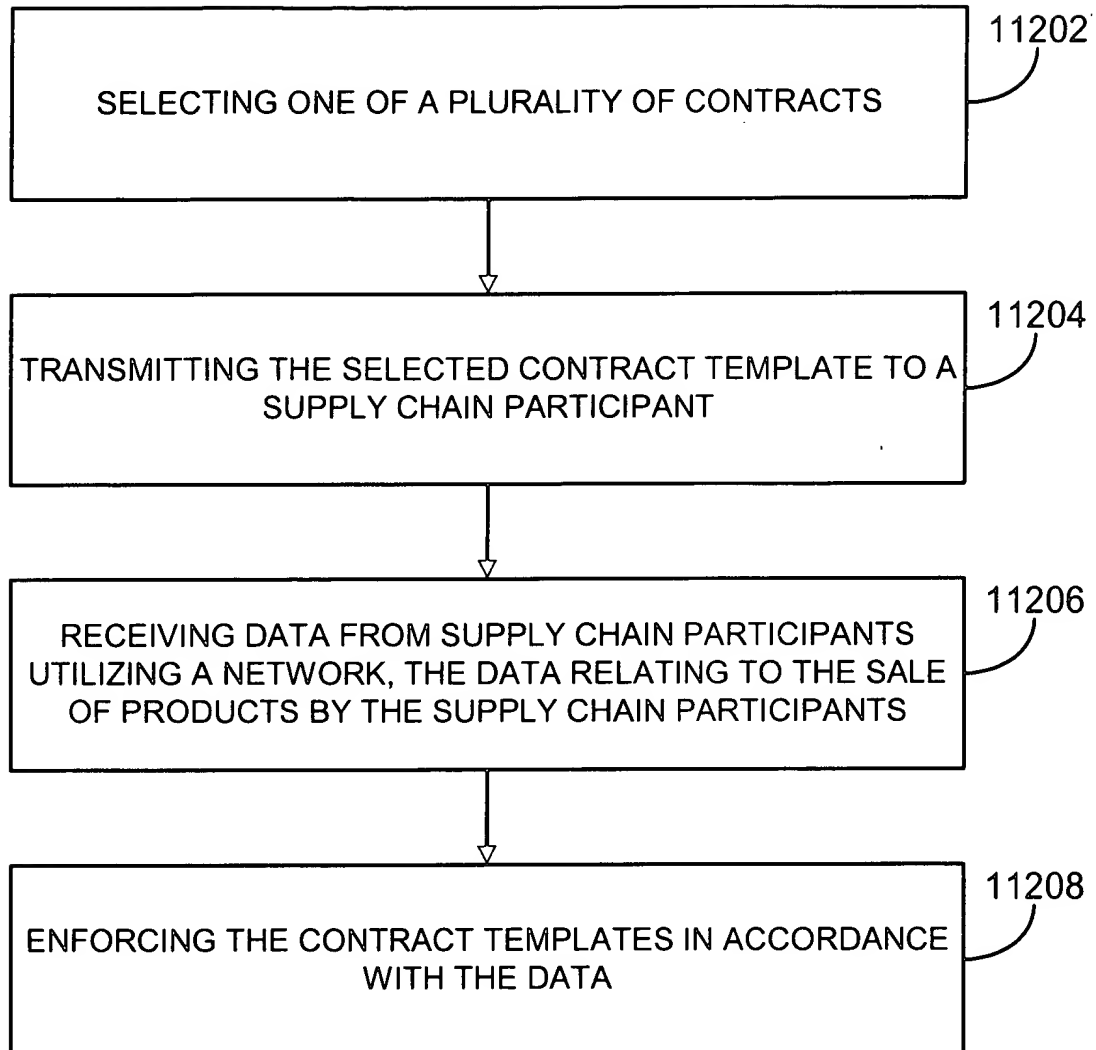 11202
SELECTING ONE OF A PLURALITY OF CONTRACTS
11204
TRANSMITTING THE SELECTED CONTRACT TEMPLATE TO A
SUPPLY CHAIN PARTICIPANT
11206
RECEIVING DATA FROM SUPPLY CHAIN PARTICIPANTS
UTILIZING A NETWORK, THE DATA RELATING TO THE SALE
OF PRODUCTS BY THE SUPPLY CHAIN PARTICIPANTS
11208
ENFORCING THE CONTRACT TEMPLATES IN ACCORDANCE
WITH THE DATA